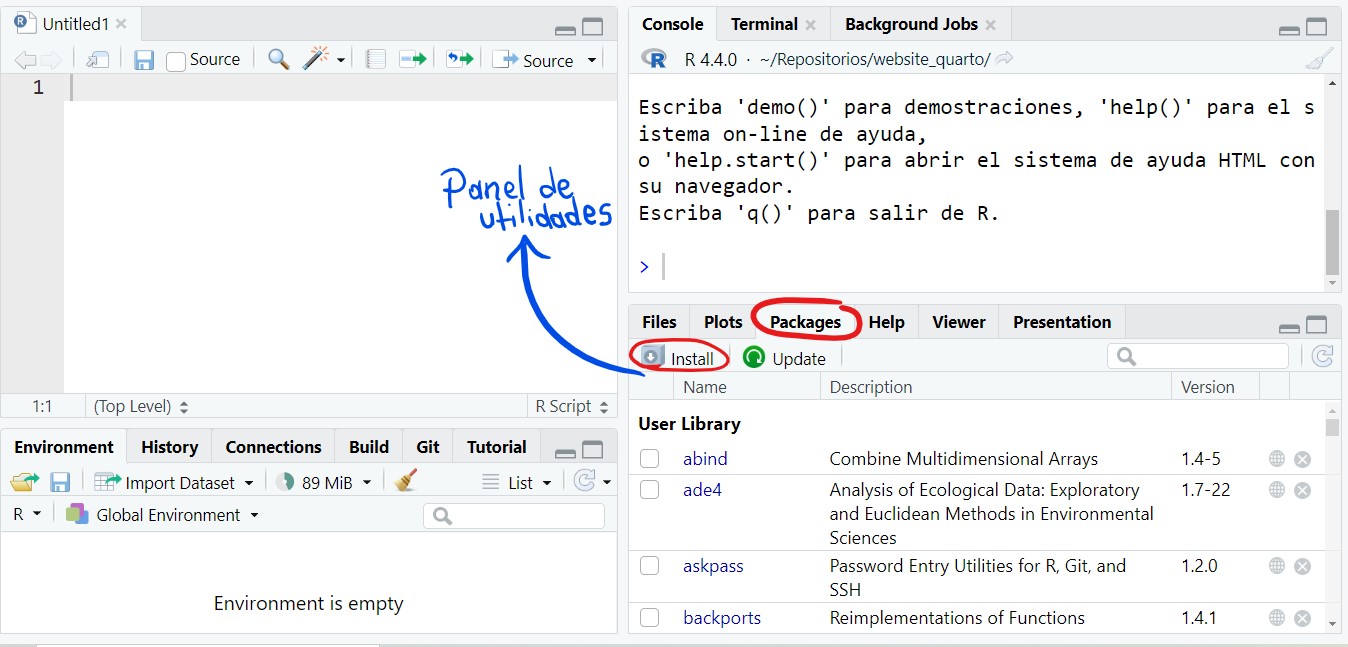 Untitled1
Source
Source
1
Panel de
utilidades
1:1 (Top Level) R Script
Environment History Connections Build Git Tutorial
Import Dataset 89 MiB List
R Global Environment
Environment is empty
Console Terminal Background Jobs
R 4.4.0 · ~/Repositorios/website_quarto/
Escriba 'demo()' para demostraciones, 'help()' para el s
istema on-line de ayuda,
o 'help.start()' para abrir el sistema de ayuda HTML con
su navegador.
Escriba 'q()' para salir de R.
>
Files Plots Packages Help Viewer Presentation
Install Update
Name Description Version
User Library
abind Combine Multidimensional Arrays 1.4-5
ade4 Analysis of Ecological Data: Exploratory 1.7-22
and Euclidean Methods in Environmental
Sciences
askpass Password Entry Utilities for R, Git, and 1.2.0
SSH
backports Reimplementations of Functions 1.4.1